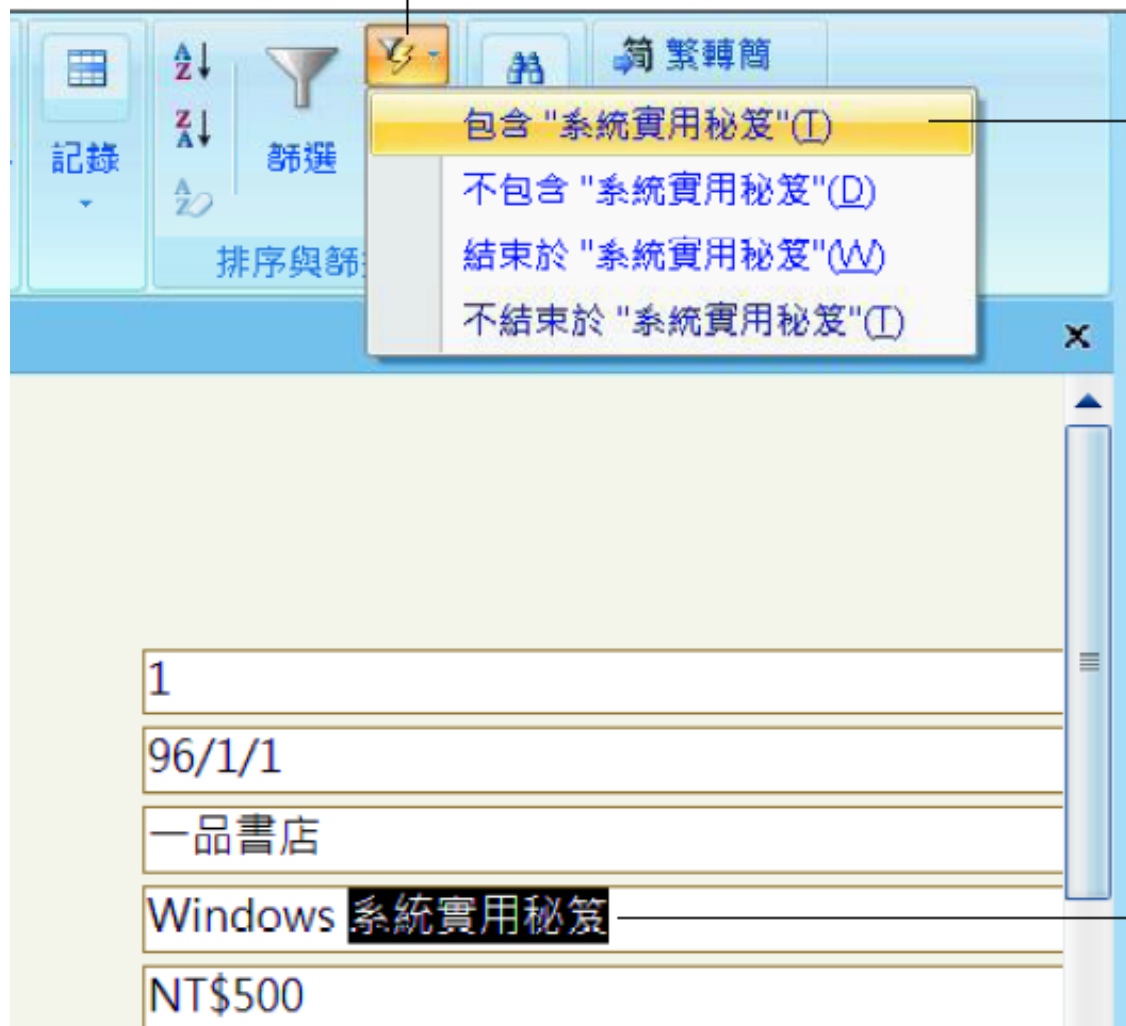 繁轉簡
記錄
篩選
排序與篩
包含 "系統實用秘笈"(T)
不包含 "系統實用秘笈"(D)
結束於 "系統實用秘笈"(W)
不結束於 "系統實用秘笈"(T)
1
96/1/1
一品書店
Windows 系統實用秘笈
NT$500